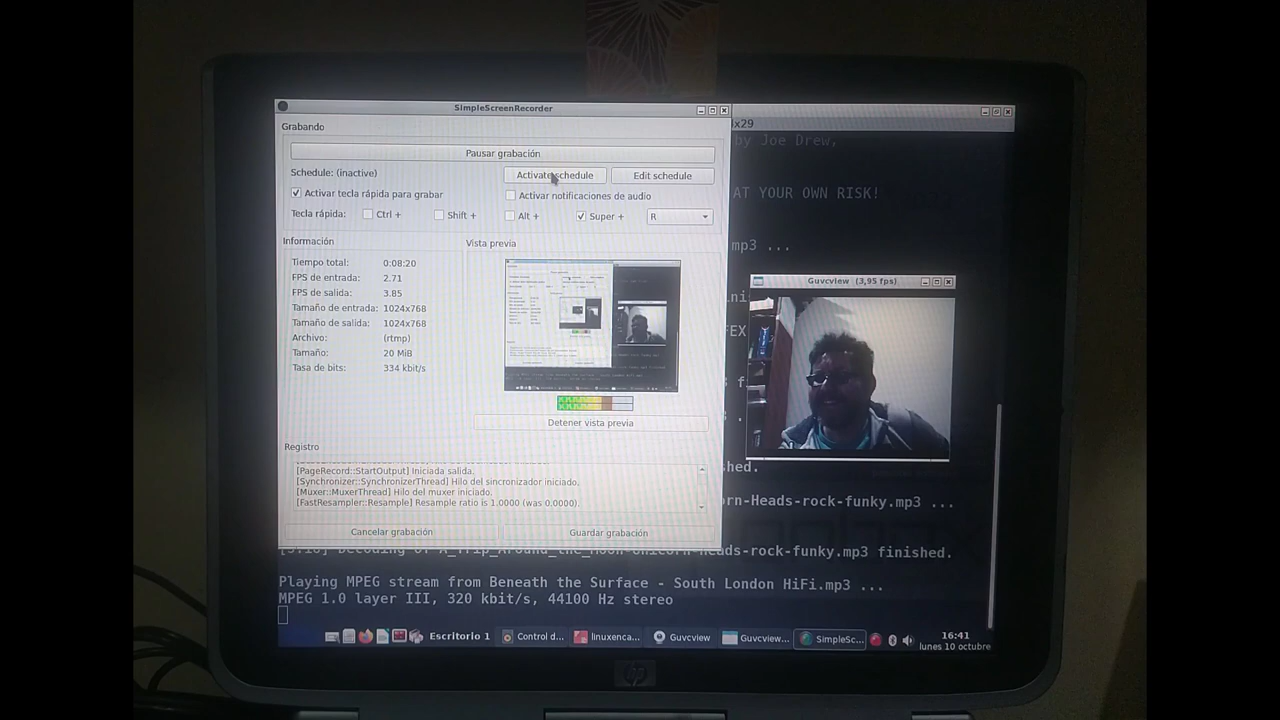 SimpleScreenRecorder
Grabando
Pausar grabación
Schedule: (inactive)
Activate schedule
Edit schedule
Activar tecla rápida para grabar
Activar notificaciones de audio
Tecla rápida:
Ctrl +
Shift +
Alt +
Super +
R
Información
Tiempo total: 0:08:20
FPS de entrada: 2.71
FPS de salida: 3.85
Tamaño de entrada: 1024x768
Tamaño de salida: 1024x768
Archivo: (rtmp)
Tamaño: 20 MiB
Tasa de bits: 334 kbit/s
Vista previa
Detener vista previa
Registro
[PageRecord::StartOutput] Iniciada salida.
[Synchronizer::SynchronizerThread] Hilo del sincronizador iniciado.
[Muxer::MuxerThread] Hilo del muxer iniciado.
[FastResampler::Resample] Resample ratio is 1.0000 (was 0.0000).
Cancelar grabación
Guardar grabación
x29
by Joe Drew,
AT YOUR OWN RISK!
mp3 ...
Guvcview (3,95 fps)
rn-Heads-rock-funky.mp3 ...
eads-rock-funky.mp3 finished.
Playing MPEG stream from Beneath the Surface - South London HiFi.mp3 ...
MPEG 1.0 layer III, 320 kbit/s, 44100 Hz stereo
Escritorio 1
Control d...
linuxenca...
Guvcview
Guvcview...
SimpleSc...
16:41
lunes 10 octubre
hp